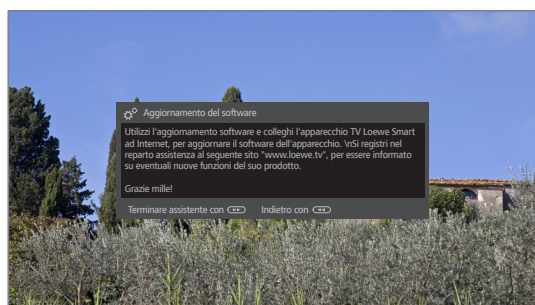 Aggiornamento del software
Utilizzi l'aggiornamento software e colleghi l'apparecchio TV Loewe Smart
ad Internet, per aggiornare il software dell'apparecchio. \nSi registri nel
reparto assistenza al seguente sito "www.loewe.tv", per essere informato
su eventuali nuove funzioni del suo prodotto.
Grazie mille!
Terminare assistente con Indietro con